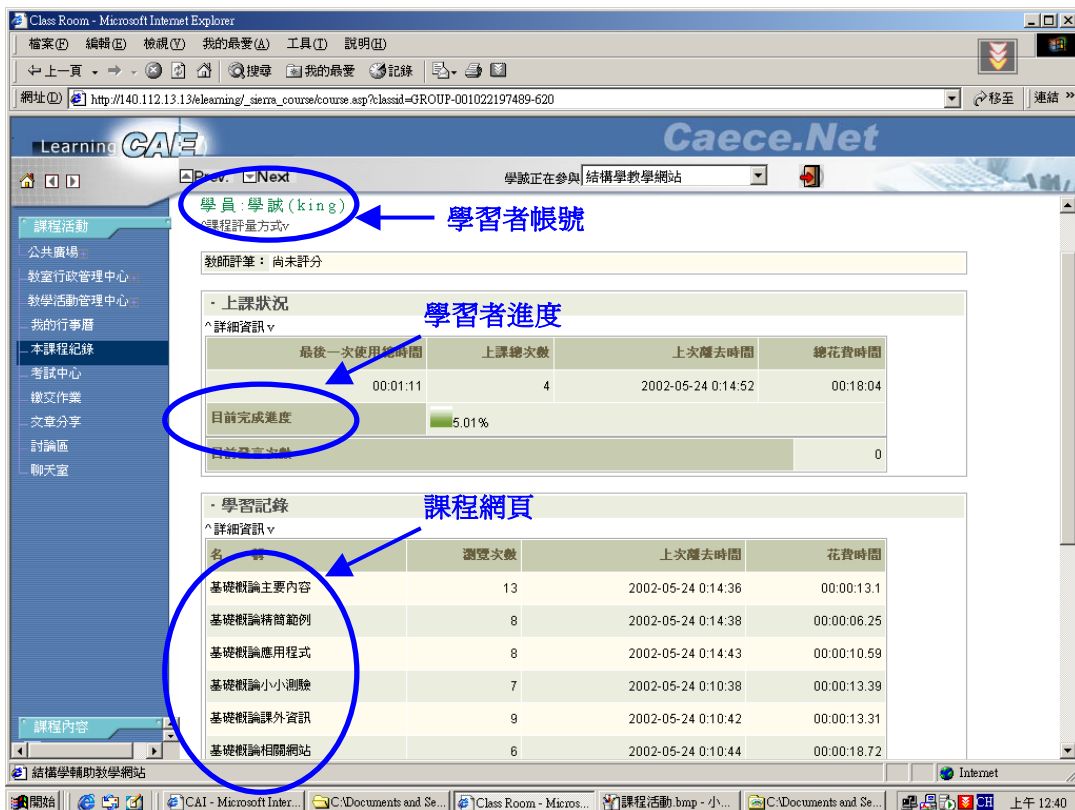 Class Room - Microsoft Internet Explorer
檔案(F) 編輯(E) 檢視(V) 我的最愛(A) 工具(T) 說明(H)
上一頁 搜尋 我的最愛 記錄
網址(D) http://140.112.13.13/elearning/_sierra_course/course.asp?classid=GROUP-001022197489-620 移至 連結 »
Learning CAE Caece.Net
Prev. Next 學誠正在參與 結構學教學網站
學員:學誠(king)
學習者帳號
^課程評量方式v
課程活動
公共廣場
教室行政管理中心
教學活動管理中心
我的行事曆
本課程紀錄
考試中心
繳交作業
文章分享
討論區
聊天室
課程內容
教師評筆： 尚未評分
· 上課狀況
學習者進度
^詳細資訊v
最後一次使用總時間 上課總次數 上次離去時間 總花費時間
00:01:11 4 2002-05-24 0:14:52 00:18:04
目前完成進度 5.01%
目前發言次數 0
· 學習記錄
課程網頁
^詳細資訊v
名 稱 瀏覽次數 上次離去時間 花費時間
基礎概論主要內容 13 2002-05-24 0:14:36 00:00:13.1
基礎概論精簡範例 8 2002-05-24 0:14:38 00:00:06.25
基礎概論應用程式 8 2002-05-24 0:14:43 00:00:10.59
基礎概論小小測驗 7 2002-05-24 0:10:38 00:00:13.39
基礎概論課外資訊 9 2002-05-24 0:10:42 00:00:13.31
基礎概論相關網站 6 2002-05-24 0:10:44 00:00:18.72
結構學輔助教學網站 Internet
開始 CAI - Microsoft Inter... C:\Documents and Se... Class Room - Micros... 課程活動.bmp - 小... C:\Documents and Se... CH 上午 12:40